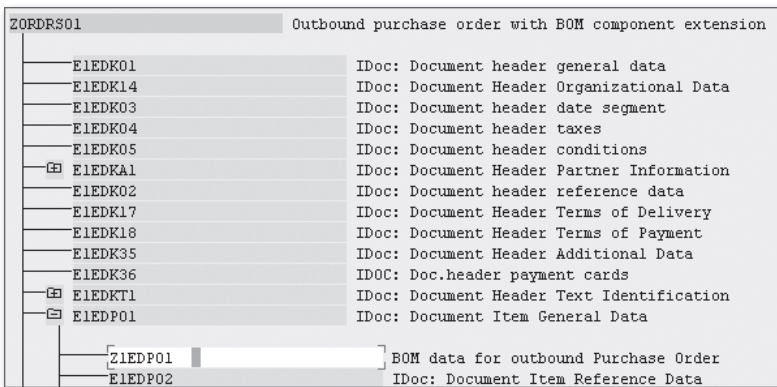 ZORDRS01 Outbound purchase order with BOM component extension
E1EDK01 IDoc: Document header general data
E1EDK14 IDoc: Document Header Organizational Data
E1EDK03 IDoc: Document header date segment
E1EDK04 IDoc: Document header taxes
E1EDK05 IDoc: Document header conditions
E1EDKA1 IDoc: Document Header Partner Information
E1EDK02 IDoc: Document header reference data
E1EDK17 IDoc: Document Header Terms of Delivery
E1EDK18 IDoc: Document Header Terms of Payment
E1EDK35 IDoc: Document Header Additional Data
E1EDK36 IDOC: Doc.header payment cards
E1EDKT1 IDoc: Document Header Text Identification
E1EDP01 IDoc: Document Item General Data
Z1EDP01 BOM data for outbound Purchase Order
E1EDP02 IDoc: Document Item Reference Data